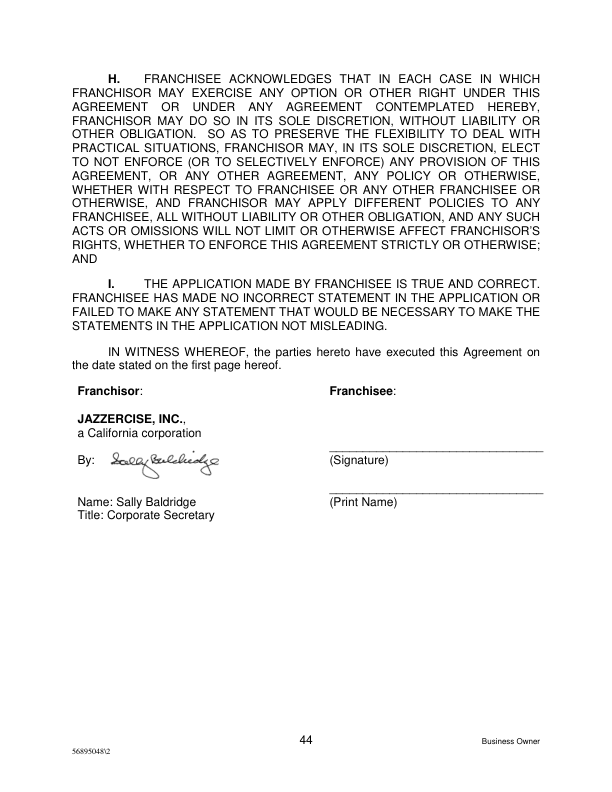 H. FRANCHISEE ACKNOWLEDGES THAT IN EACH CASE IN WHICH
FRANCHISOR MAY EXERCISE ANY OPTION OR OTHER RIGHT UNDER THIS
AGREEMENT OR UNDER ANY AGREEMENT CONTEMPLATED HEREBY,
FRANCHISOR MAY DO SO IN ITS SOLE DISCRETION, WITHOUT LIABILITY OR
OTHER OBLIGATION. SO AS TO PRESERVE THE FLEXIBILITY TO DEAL WITH
PRACTICAL SITUATIONS, FRANCHISOR MAY, IN ITS SOLE DISCRETION, ELECT
TO NOT ENFORCE (OR TO SELECTIVELY ENFORCE) ANY PROVISION OF THIS
AGREEMENT, OR ANY OTHER AGREEMENT, ANY POLICY OR OTHERWISE,
WHETHER WITH RESPECT TO FRANCHISEE OR ANY OTHER FRANCHISEE OR
OTHERWISE, AND FRANCHISOR MAY APPLY DIFFERENT POLICIES TO ANY
FRANCHISEE, ALL WITHOUT LIABILITY OR OTHER OBLIGATION, AND ANY SUCH
ACTS OR OMISSIONS WILL NOT LIMIT OR OTHERWISE AFFECT FRANCHISOR'S
RIGHTS, WHETHER TO ENFORCE THIS AGREEMENT STRICTLY OR OTHERWISE;
AND
I. THE APPLICATION MADE BY FRANCHISEE IS TRUE AND CORRECT.
FRANCHISEE HAS MADE NO INCORRECT STATEMENT IN THE APPLICATION OR
FAILED TO MAKE ANY STATEMENT THAT WOULD BE NECESSARY TO MAKE THE
STATEMENTS IN THE APPLICATION NOT MISLEADING.
IN WITNESS WHEREOF, the parties hereto have executed this Agreement on
the date stated on the first page hereof.
Franchisor: Franchisee:
JAZZERCISE, INC.,
a California corporation
By: Sally Baldridge (Signature)
Name: Sally Baldridge (Print Name)
Title: Corporate Secretary
44
Business Owner
56895048\2